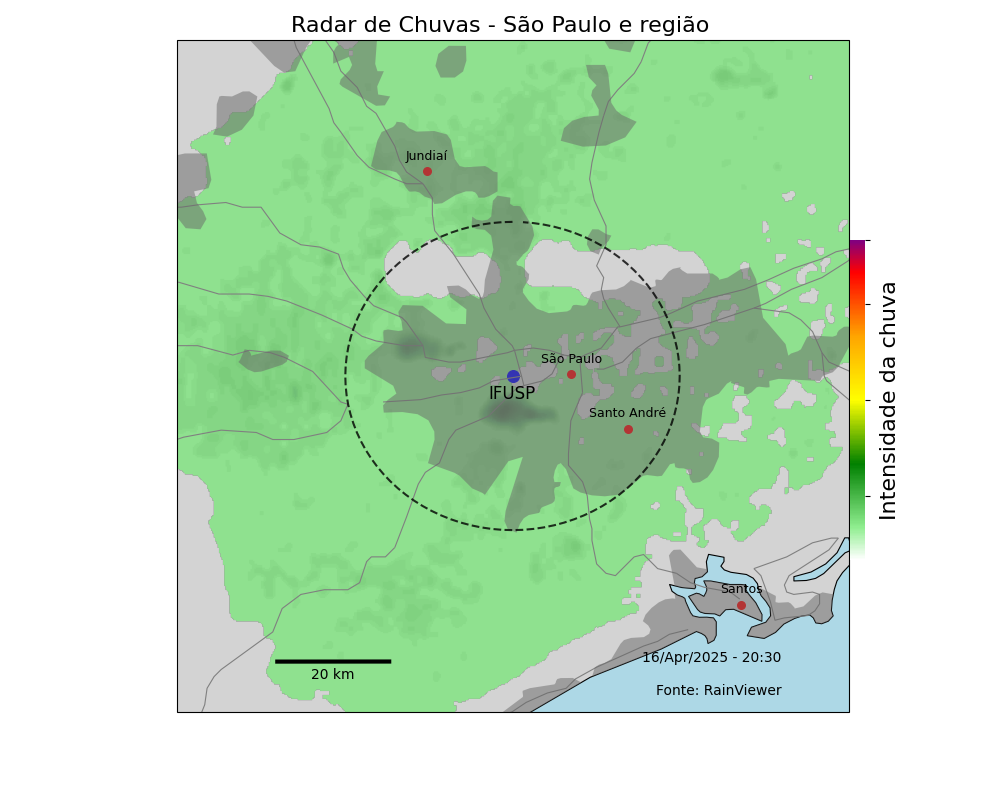 Radar de Chuvas - São Paulo e região
Jundiaí
São Paulo
IFUSP
Santo André
Intensidade da chuva
Santos
16/Apr/2025 - 20:30
20 km
Fonte: RainViewer